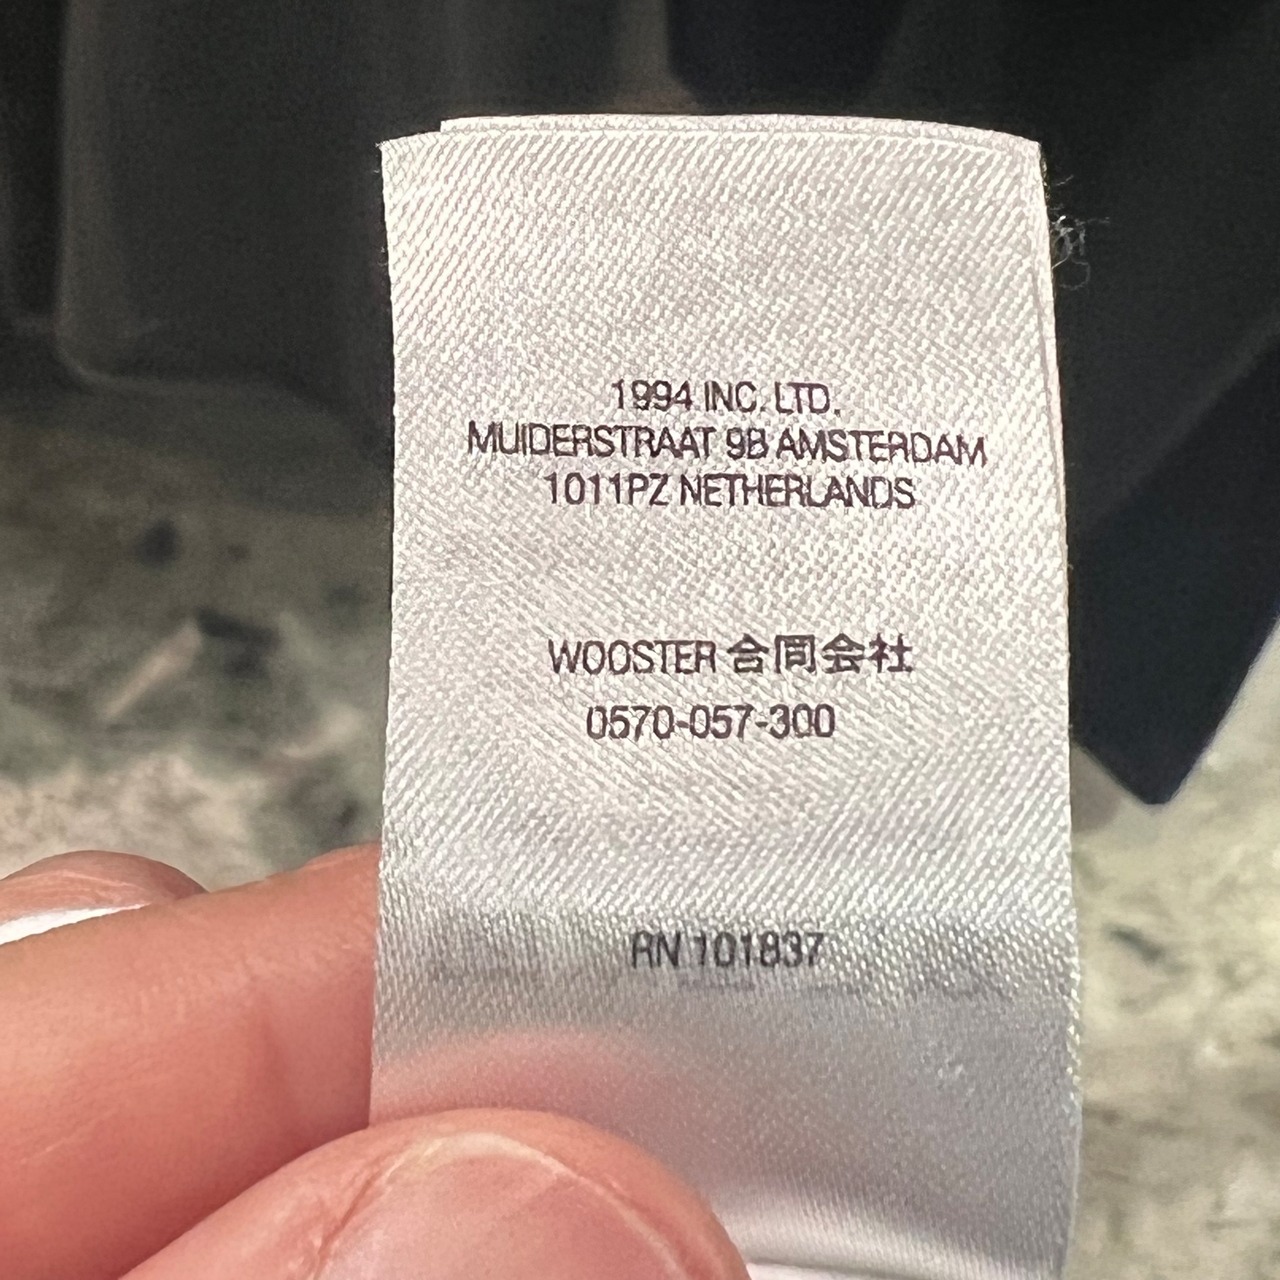 1994 INC. LTD.
MUIDERSTRAAT 9B AMSTERDAM
1011PZ NETHERLANDS
WOOSTER 合同会社
0570-057-300
RN 101837